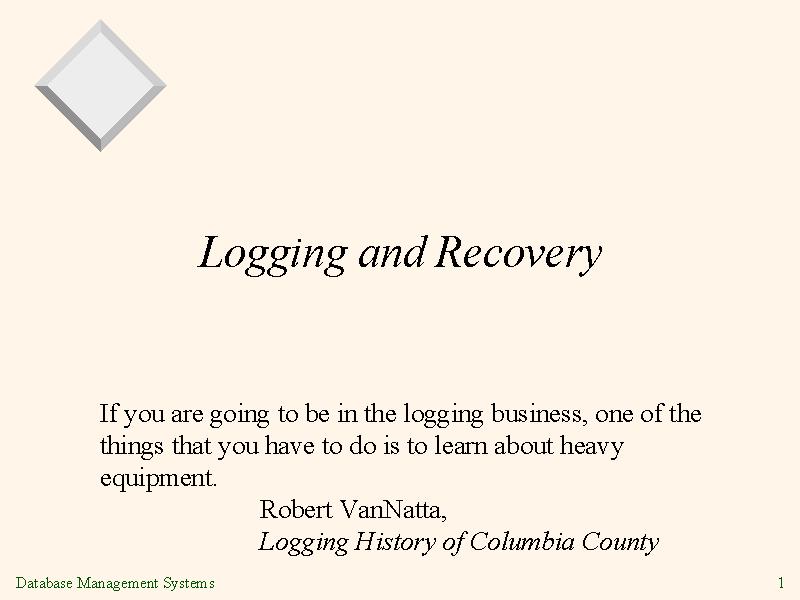 Logging and Recovery
If you are going to be in the logging business, one of the
things that you have to do is to learn about heavy
equipment.
Robert VanNatta,
Logging History of Columbia County
Database Management Systems 1